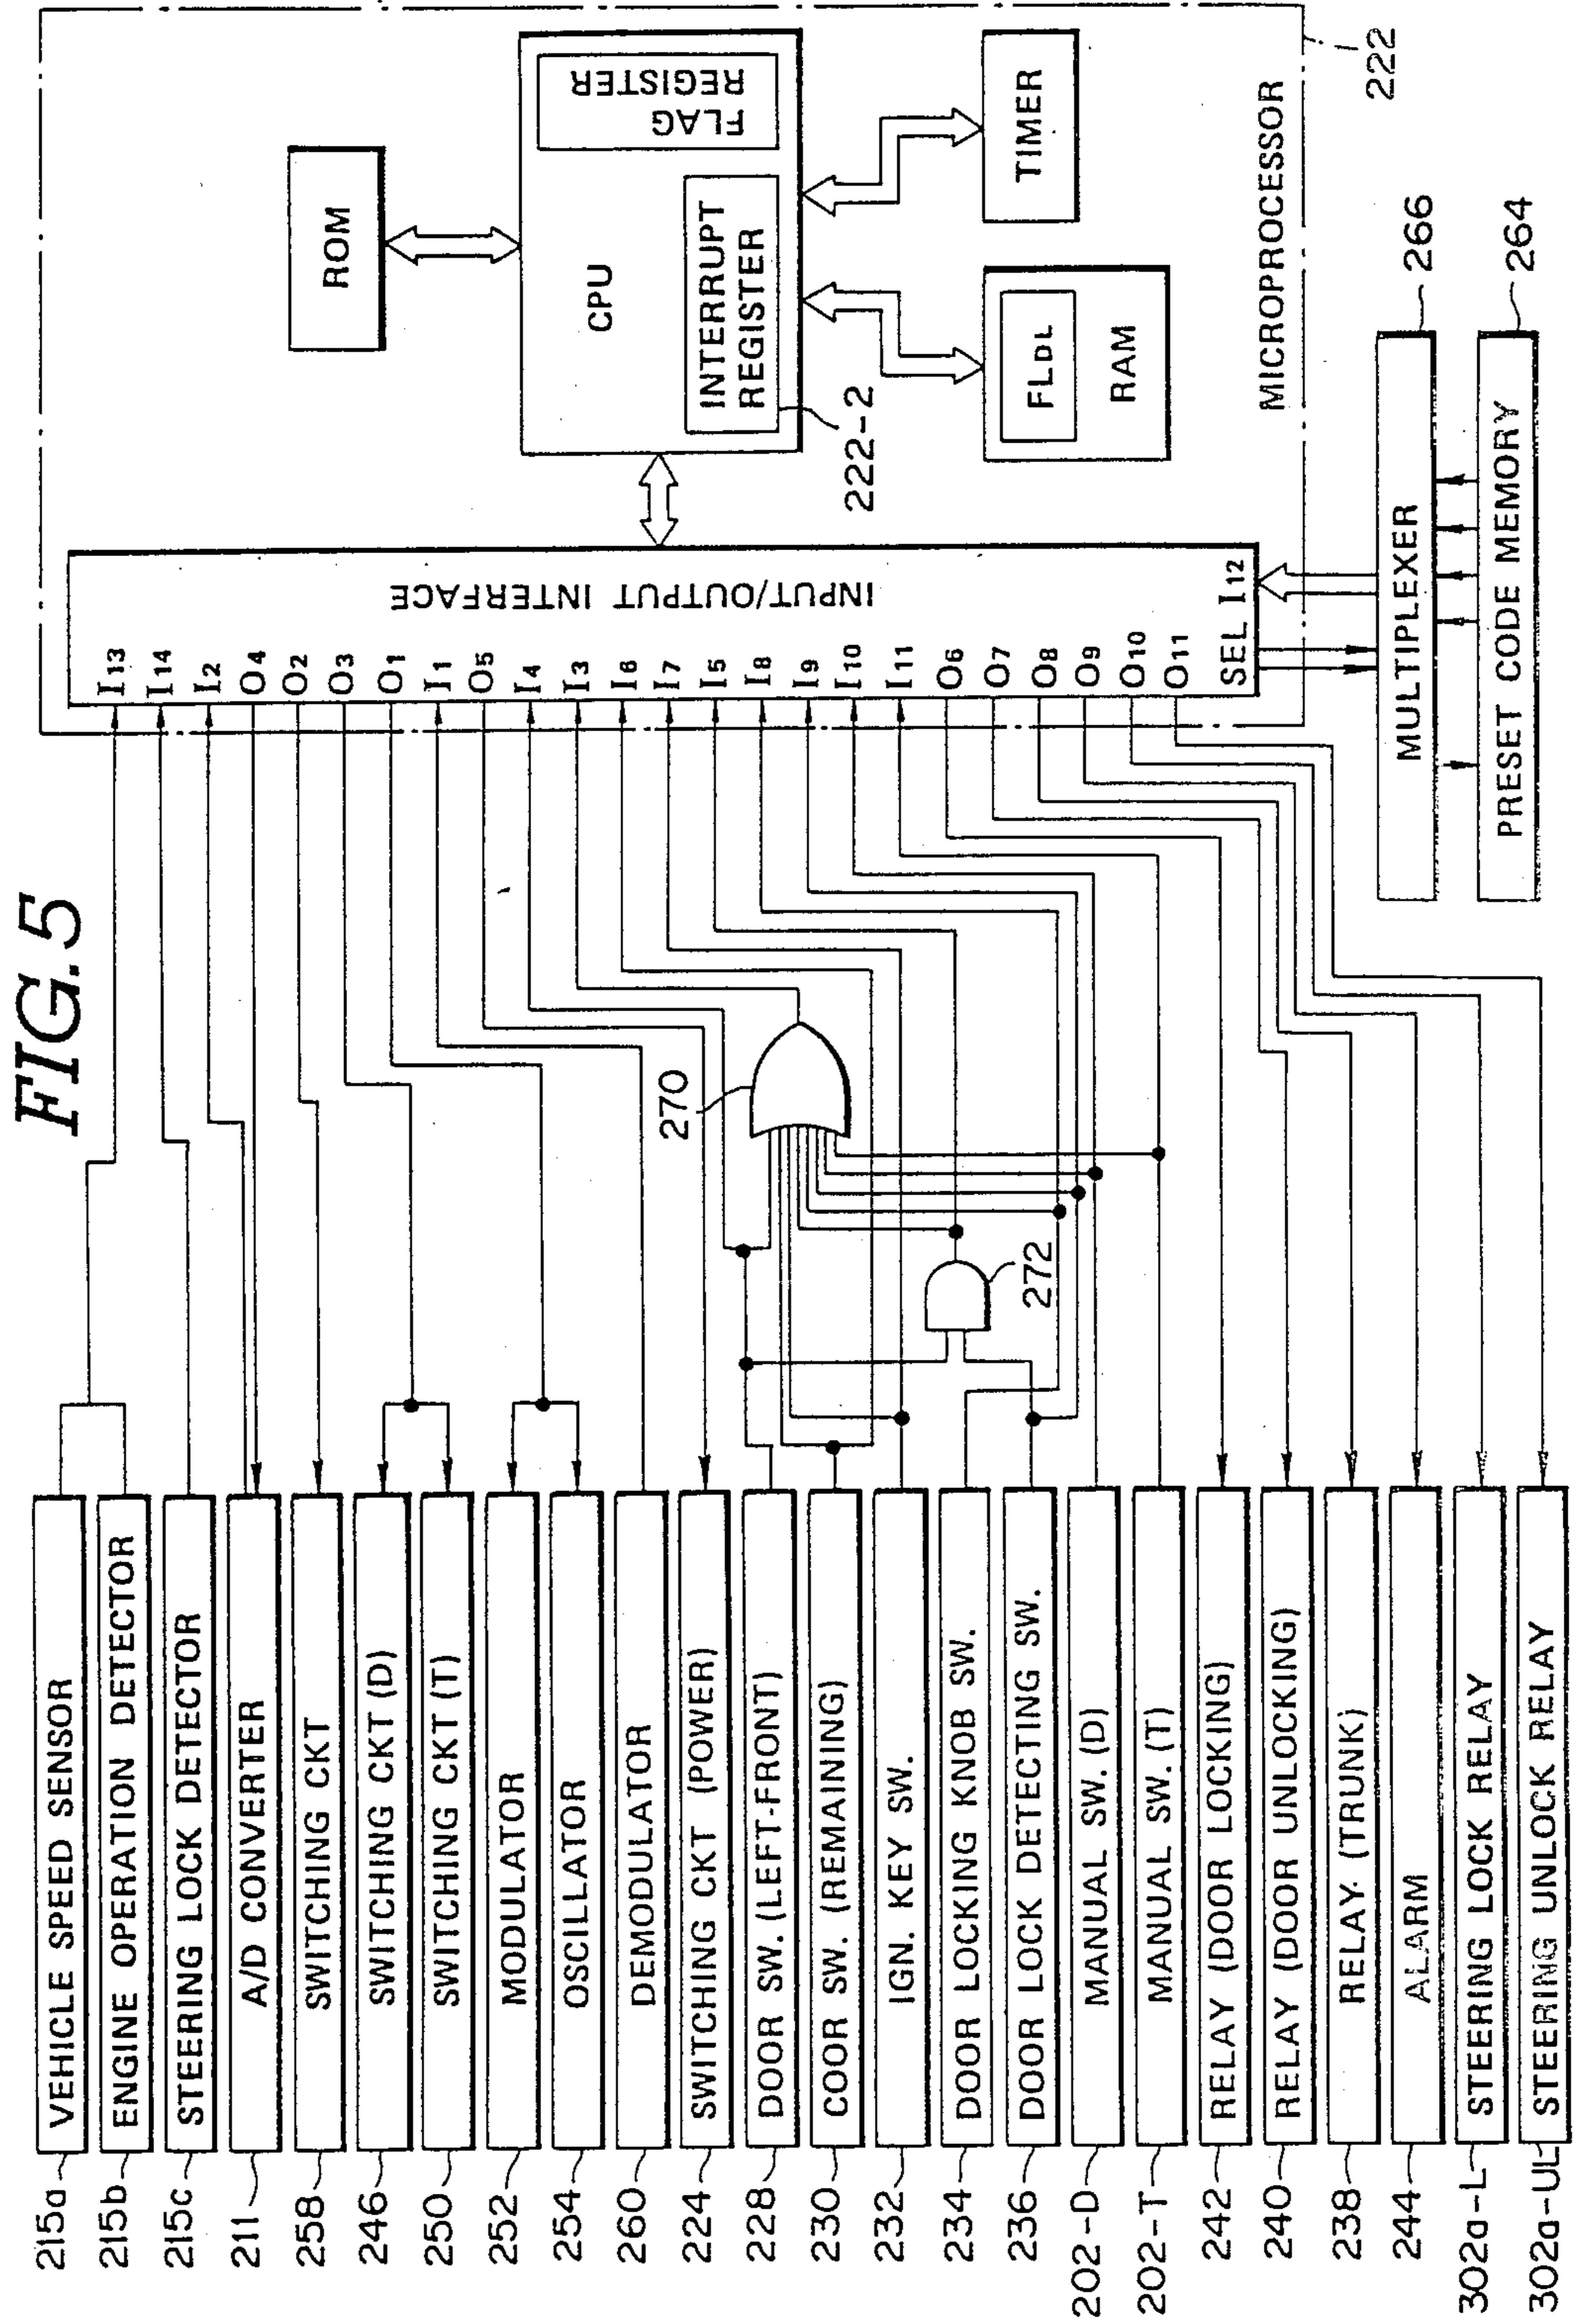 FIG.5
215a
VEHICLE SPEED SENSOR
215b
ENGINE OPERATION DETECTOR
215c
STEERING LOCK DETECTOR
211
A/D CONVERTER
258
SWITCHING CKT
246
SWITCHING CKT (D)
250
SWITCHING CKT (T)
252
MODULATOR
254
OSCILLATOR
260
DEMODULATOR
224
SWITCHING CKT (POWER)
228
DOOR SW. (LEFT-FRONT)
230
COOR SW. (REMAINING)
232
IGN. KEY SW.
234
DOOR LOCKING KNOB SW.
236
DOOR LOCK DETECTING SW.
202-D
MANUAL SW. (D)
202-T
MANUAL SW. (T)
242
RELAY (DOOR LOCKING)
240
RELAY (DOOR UNLOCKING)
238
RELAY (TRUNK)
244
ALARM
302a-L
STEERING LOCK RELAY
302a-UL
STEERING UNLOCK RELAY
270
272
I13
I14
I2
O4
O2
O3
O1
I1
O5
I4
I3
I6
I7
I5
I8
I9
I10
I11
O6
O7
O8
O9
O10
O11
SEL I12
INPUT/OUTPUT INTERFACE
ROM
CPU
FLAG
REGISTER
INTERRUPT
REGISTER
222-2
FLDL
RAM
TIMER
MICROPROCESSOR
222
MULTIPLEXER
266
PRESET CODE MEMORY
264